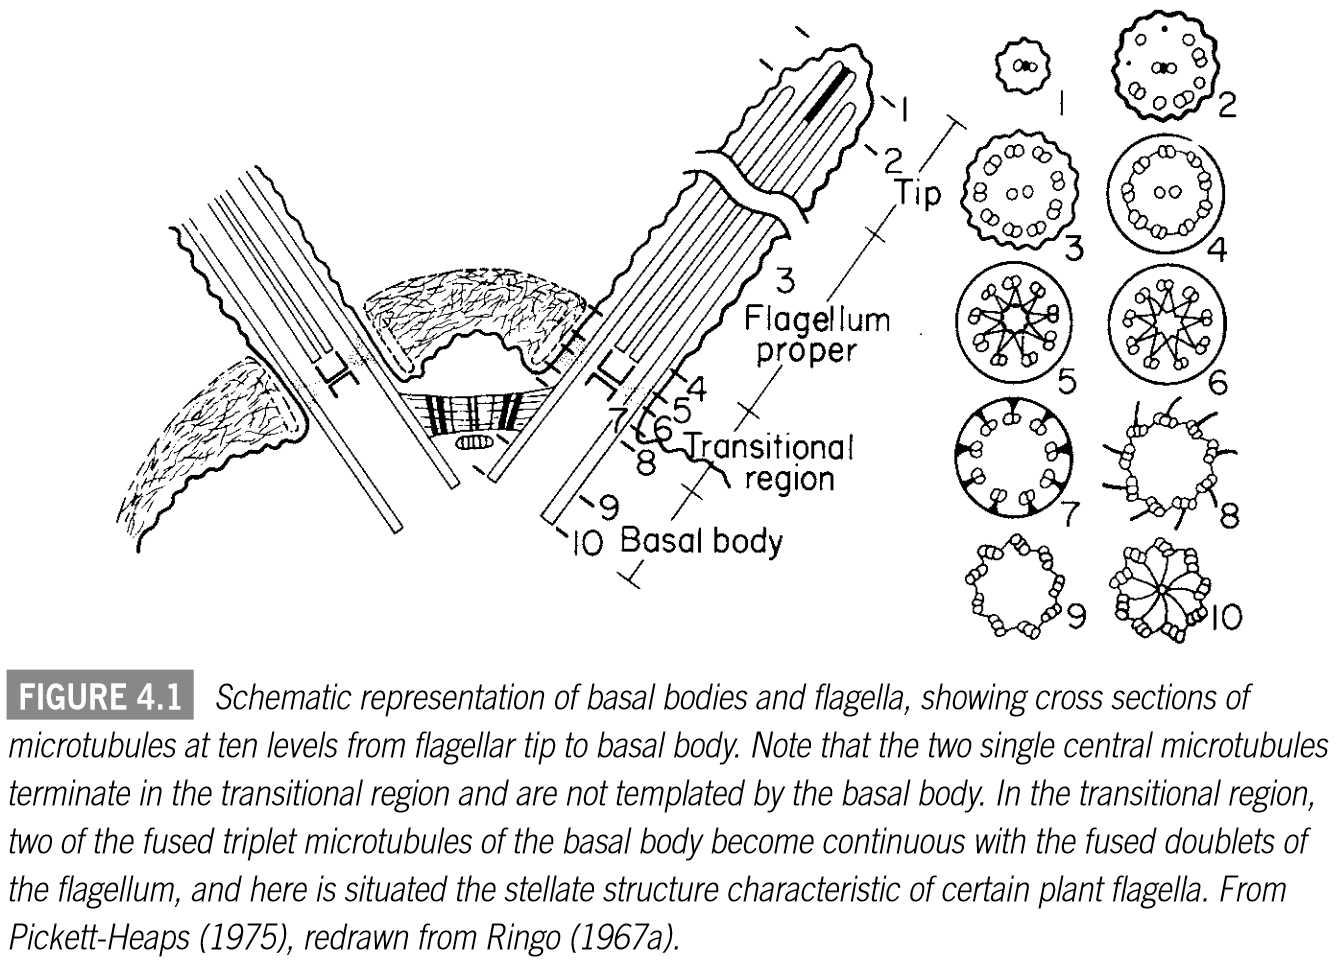 1
2
Tip
3
Flagellum
proper
4
5
6
7
8
Transitional
region
9
10
Basal body
1
2
3
4
5
6
7
8
9
10
FIGURE 4.1 Schematic representation of basal bodies and flagella, showing cross sections of
microtubules at ten levels from flagellar tip to basal body. Note that the two single central microtubules
terminate in the transitional region and are not templated by the basal body. In the transitional region,
two of the fused triplet microtubules of the basal body become continuous with the fused doublets of
the flagellum, and here is situated the stellate structure characteristic of certain plant flagella. From
Pickett-Heaps (1975), redrawn from Ringo (1967a).